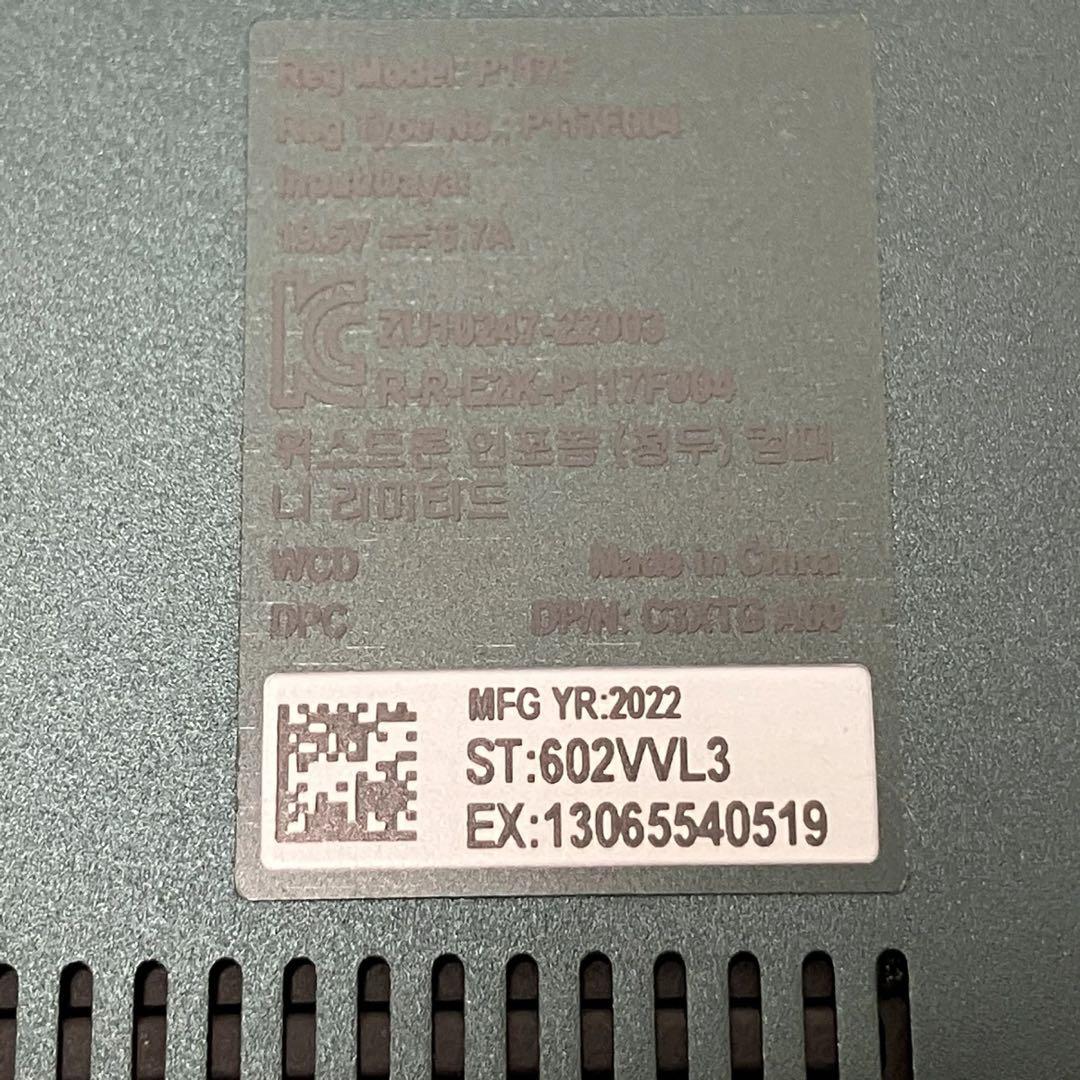 Reg Model: P117F
Reg Type No.: P117F004
Input/Daya:
19.5V ⎓ 6.7A
ZU10247-22003
R-R-E2K-P117F004
위스트론 인포콤 (청두) 컴퍼
니 리미티드
WCD Made in China
DPC DP/N: C3XTG A00
MFG YR:2022
ST:602VVL3
EX:13065540519